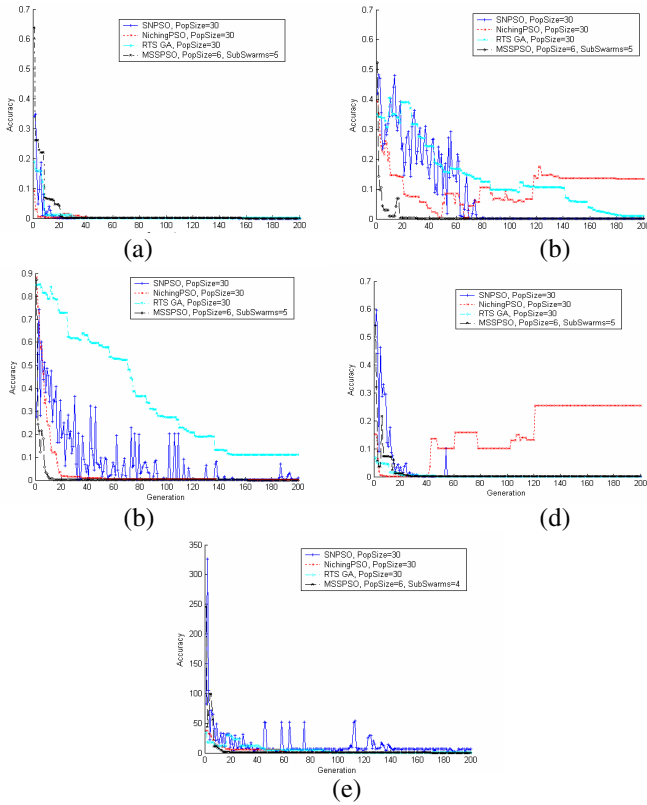 SNPSO, PopSize=30
NichingPSO, PopSize=30
RTS GA, PopSize=30
MSSPSO, PopSize=6, SubSwarms=5
Accuracy
0.7
0.6
0.5
0.4
0.3
0.2
0.1
0
0 20 40 60 80 100 120 140 160 180 200
(a)
SNPSO, PopSize=30
NichingPSO, PopSize=30
RTS GA, PopSize=30
MSSPSO, PopSize=6, SubSwarms=5
Accuracy
0.7
0.6
0.5
0.4
0.3
0.2
0.1
0
0 20 40 60 80 100 120 140 160 180 200
(b)
SNPSO, PopSize=30
NichingPSO, PopSize=30
RTS GA, PopSize=30
MSSPSO, PopSize=6, SubSwarms=5
Accuracy
0.9
0.8
0.7
0.6
0.5
0.4
0.3
0.2
0.1
0
0 20 40 60 80 100 120 140 160 180 200
Generation
(b)
SNPSO, PopSize=30
NichingPSO, PopSize=30
RTS GA, PopSize=30
MSSPSO, PopSize=6, SubSwarms=5
Accuracy
0.7
0.6
0.5
0.4
0.3
0.2
0.1
0
0 20 40 60 80 100 120 140 160 180 200
Generation
(d)
SNPSO, PopSize=30
NichingPSO, PopSize=30
RTS GA, PopSize=30
MSSPSO, PopSize=6, SubSwarms=4
Accuracy
350
300
250
200
150
100
50
0
0 20 40 60 80 100 120 140 160 180 200
Generation
(e)